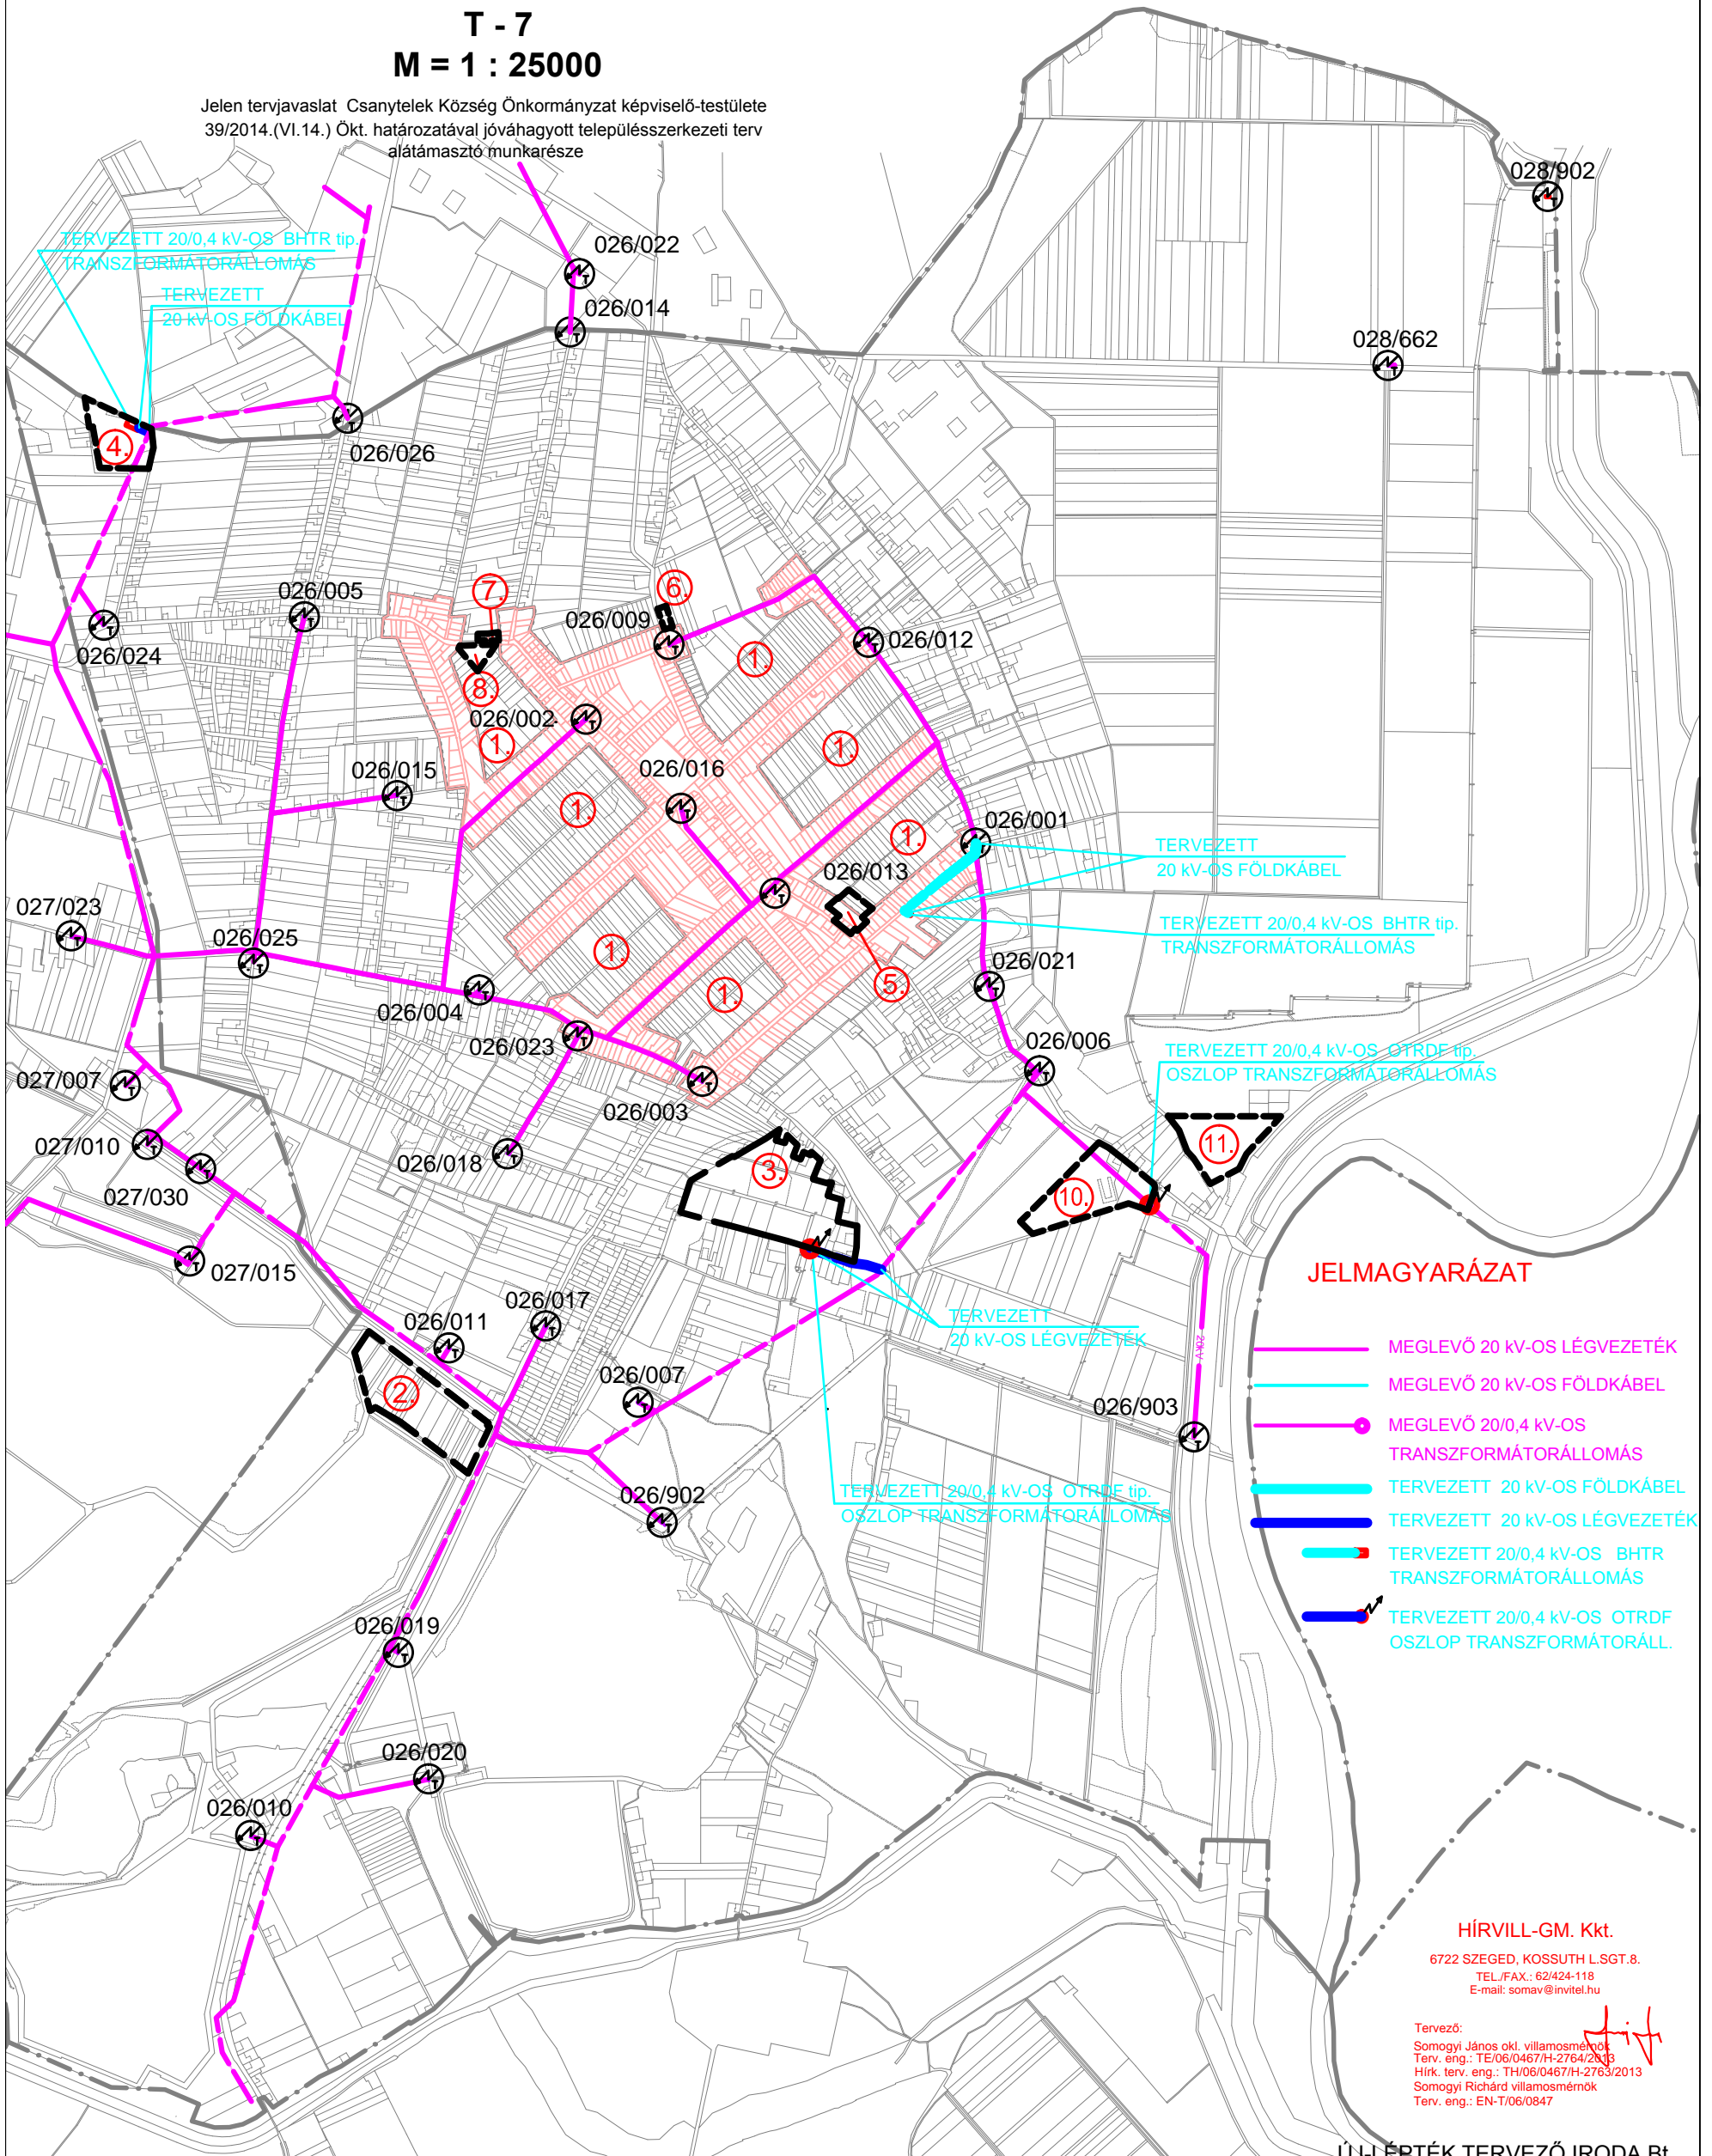 T - 7
M = 1 : 25000
Jelen tervjavaslat Csanytelek Község Önkormányzat képviselő-testülete
39/2014.(VI.14.) Ökt. határozatával jóváhagyott településszerkezeti terv
alátámasztó munkarésze
028/902
TERVEZETT 20/0,4 kV-OS BHTR tip.
TRANSZFORMÁTORÁLLOMÁS
026/022
TERVEZETT
20 kV-OS FÖLDKÁBEL
026/014
028/662
4.
026/026
026/005
7.
6.
026/009
026/012
026/024
1.
8.
026/002
1.
1.
026/015
026/016
1.
1.
026/001
TERVEZETT
20 kV-OS FÖLDKÁBEL
026/013
027/023
TERVEZETT 20/0,4 kV-OS BHTR tip.
TRANSZFORMÁTORÁLLOMÁS
026/025
1.
026/021
5.
1.
026/004
026/023
026/006
TERVEZETT 20/0,4 kV-OS OTRDF tip.
OSZLOP TRANSZFORMÁTORÁLLOMÁS
027/007
026/003
027/010
11.
026/018
3.
027/030
10.
027/015
JELMAGYARÁZAT
026/017
026/011
TERVEZETT
20 kV-OS LÉGVEZETÉK
20kV
MEGLEVŐ 20 kV-OS LÉGVEZETÉK
026/007
2.
MEGLEVŐ 20 kV-OS FÖLDKÁBEL
026/903
MEGLEVŐ 20/0,4 kV-OS
TRANSZFORMÁTORÁLLOMÁS
TERVEZETT 20 kV-OS FÖLDKÁBEL
026/902
TERVEZETT 20/0,4 kV-OS OTRDF tip.
OSZLOP TRANSZFORMÁTORÁLLOMÁS
TERVEZETT 20 kV-OS LÉGVEZETÉK
TERVEZETT 20/0,4 kV-OS BHTR
TRANSZFORMÁTORÁLLOMÁS
026/019
TERVEZETT 20/0,4 kV-OS OTRDF
OSZLOP TRANSZFORMÁTORÁLL.
026/020
026/010
HÍRVILL-GM. Kkt.
6722 SZEGED, KOSSUTH L.SGT.8.
TEL./FAX.: 62/424-118
E-mail: somav@invitel.hu
Tervező:
Somogyi János okl. villamosmérnök
Terv. eng.: TE/06/0467/H-2764/2013
Hírk. terv. eng.: TH/06/0467/H-2763/2013
Somogyi Richárd villamosmérnök
Terv. eng.: EN-T/06/0847
ÚJ-LÉPTÉK TERVEZŐ IRODA Bt.